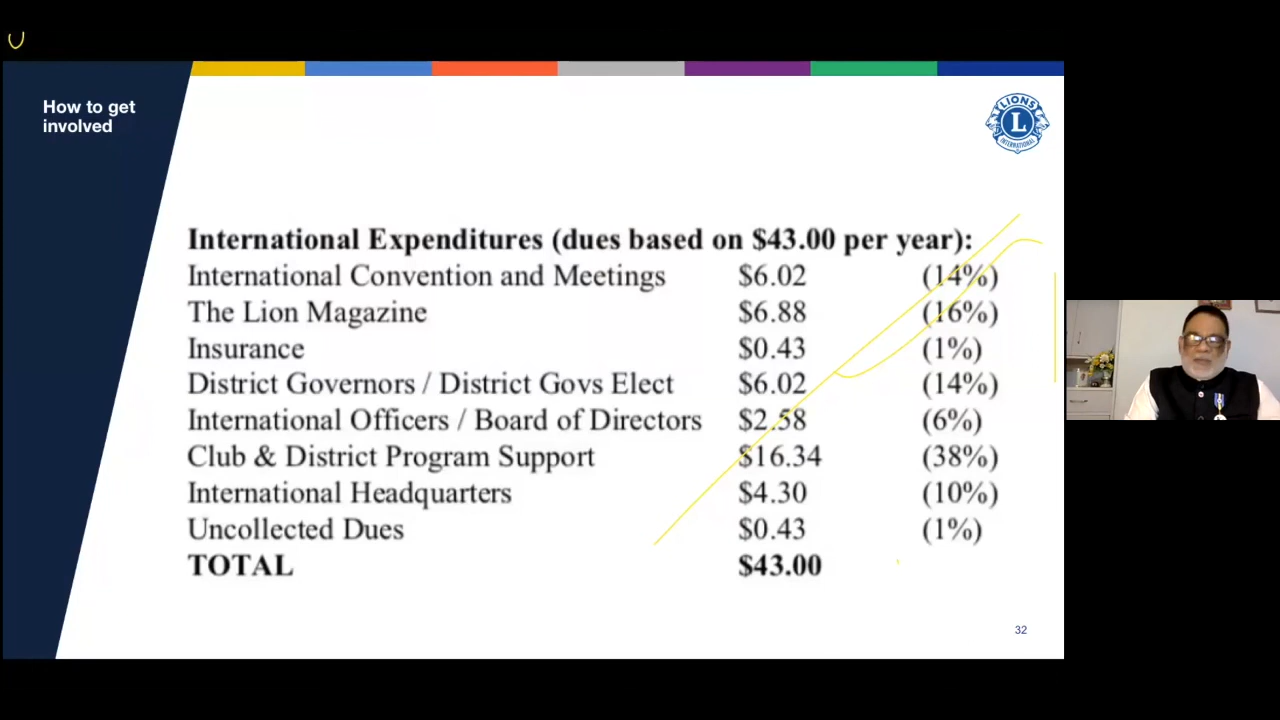 How to get
involved
LIONS
L
INTERNATIONAL
International Expenditures (dues based on $43.00 per year):
International Convention and Meetings $6.02 (14%)
The Lion Magazine $6.88 (16%)
Insurance $0.43 (1%)
District Governors / District Govs Elect $6.02 (14%)
International Officers / Board of Directors $2.58 (6%)
Club & District Program Support $16.34 (38%)
International Headquarters $4.30 (10%)
Uncollected Dues $0.43 (1%)
TOTAL $43.00
32